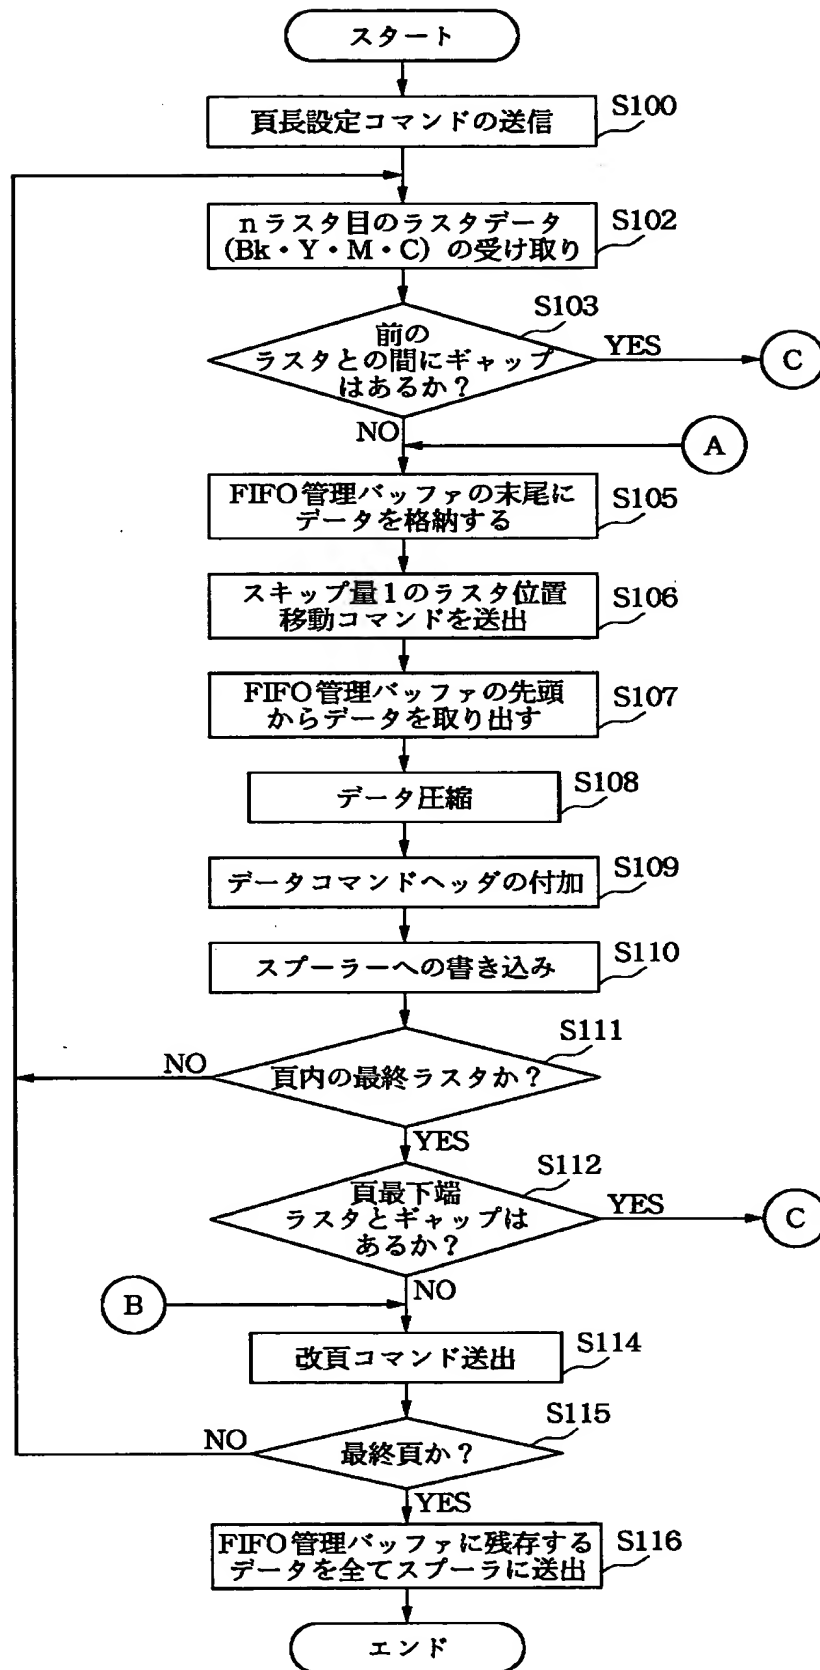 スタート
頁長設定コマンドの送信
S100
nラスタ目のラスタデータ
(Bk・Y・M・C)の受け取り
S102
S103
前の
ラスタとの間にギャップ
はあるか?
YES
C
NO
A
FIFO管理バッファの末尾に
データを格納する
S105
スキップ量1のラスタ位置
移動コマンドを送出
S106
FIFO管理バッファの先頭
からデータを取り出す
S107
データ圧縮
S108
データコマンドヘッダの付加
S109
スプーラーへの書き込み
S110
S111
NO
頁内の最終ラスタか?
YES
S112
頁最下端
ラスタとギャップは
あるか?
YES
C
NO
B
改頁コマンド送出
S114
S115
NO
最終頁か?
YES
FIFO管理バッファに残存する
データを全てスプーラに送出
S116
エンド